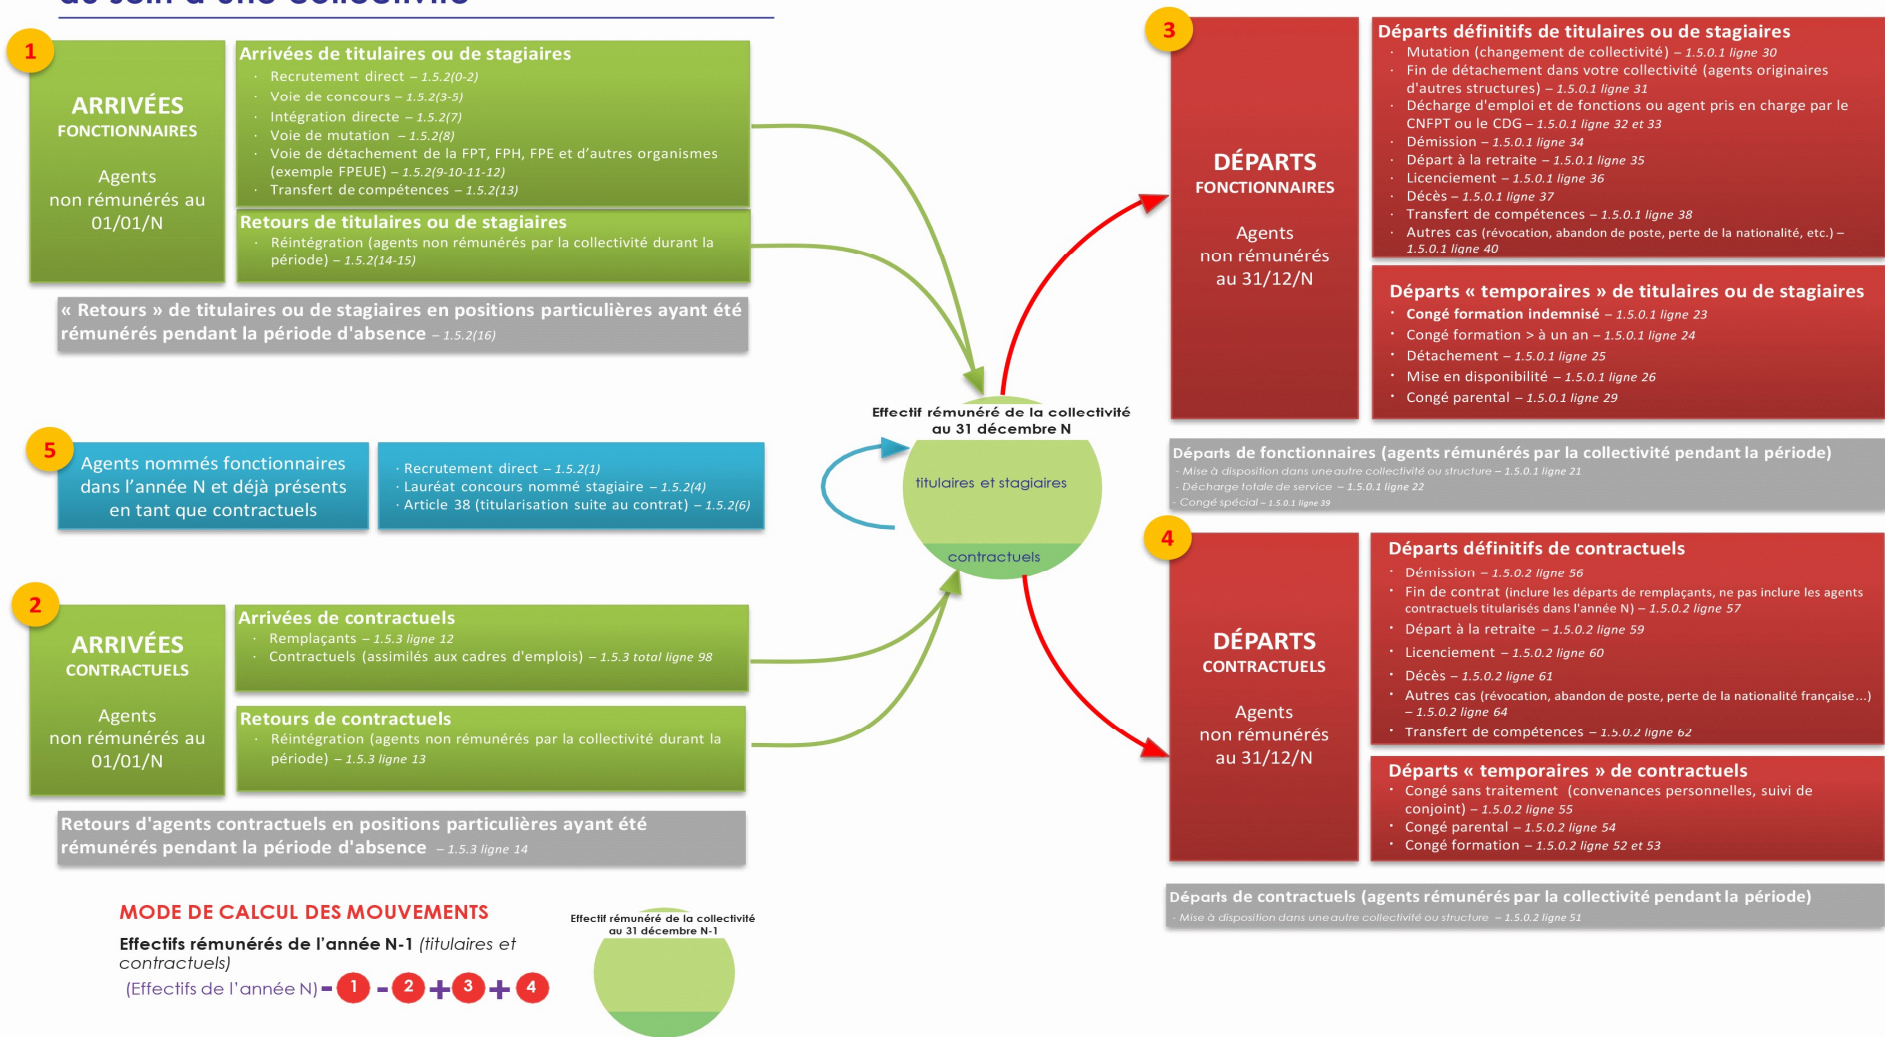 au sein d'une collectivité
1
ARRIVÉES
FONCTIONNAIRES
Agents
non rémunérés au
01/01/N
Arrivées de titulaires ou de stagiaires
· Recrutement direct – 1.5.2(0-2)
· Voie de concours – 1.5.2(3-5)
· Intégration directe – 1.5.2(7)
· Voie de mutation – 1.5.2(8)
· Voie de détachement de la FPT, FPH, FPE et d'autres organismes
(exemple FPEUE) – 1.5.2(9-10-11-12)
· Transfert de compétences – 1.5.2(13)
Retours de titulaires ou de stagiaires
· Réintégration (agents non rémunérés par la collectivité durant la
période) – 1.5.2(14-15)
« Retours » de titulaires ou de stagiaires en positions particulières ayant été
rémunérés pendant la période d'absence – 1.5.2(16)
5
Agents nommés fonctionnaires
dans l'année N et déjà présents
en tant que contractuels
· Recrutement direct – 1.5.2(1)
· Lauréat concours nommé stagiaire – 1.5.2(4)
· Article 38 (titularisation suite au contrat) – 1.5.2(6)
2
ARRIVÉES
CONTRACTUELS
Agents
non rémunérés au
01/01/N
Arrivées de contractuels
· Remplaçants – 1.5.3 ligne 12
· Contractuels (assimilés aux cadres d'emplois) – 1.5.3 total ligne 98
Retours de contractuels
· Réintégration (agents non rémunérés par la collectivité durant la
période) – 1.5.3 ligne 13
Retours d'agents contractuels en positions particulières ayant été
rémunérés pendant la période d'absence – 1.5.3 ligne 14
MODE DE CALCUL DES MOUVEMENTS
Effectifs rémunérés de l'année N-1 (titulaires et
contractuels)
(Effectifs de l'année N) - 1 - 2 + 3 + 4
Effectif rémunéré de la collectivité
au 31 décembre N-1
Effectif rémunéré de la collectivité
au 31 décembre N
titulaires et stagiaires
contractuels
3
DÉPARTS
FONCTIONNAIRES
Agents
non rémunérés
au 31/12/N
Départs définitifs de titulaires ou de stagiaires
· Mutation (changement de collectivité) – 1.5.0.1 ligne 30
· Fin de détachement dans votre collectivité (agents originaires
d'autres structures) – 1.5.0.1 ligne 31
· Décharge d'emploi et de fonctions ou agent pris en charge par le
CNFPT ou le CDG – 1.5.0.1 ligne 32 et 33
· Démission – 1.5.0.1 ligne 34
· Départ à la retraite – 1.5.0.1 ligne 35
· Licenciement – 1.5.0.1 ligne 36
· Décès – 1.5.0.1 ligne 37
· Transfert de compétences – 1.5.0.1 ligne 38
· Autres cas (révocation, abandon de poste, perte de la nationalité, etc.) –
1.5.0.1 ligne 40
Départs « temporaires » de titulaires ou de stagiaires
· Congé formation indemnisé – 1.5.0.1 ligne 23
· Congé formation > à un an – 1.5.0.1 ligne 24
· Détachement – 1.5.0.1 ligne 25
· Mise en disponibilité – 1.5.0.1 ligne 26
· Congé parental – 1.5.0.1 ligne 29
Départs de fonctionnaires (agents rémunérés par la collectivité pendant la période)
- Mise à disposition dans une autre collectivité ou structure – 1.5.0.1 ligne 21
- Décharge totale de service – 1.5.0.1 ligne 22
- Congé spécial – 1.5.0.1 ligne 39
4
DÉPARTS
CONTRACTUELS
Agents
non rémunérés
au 31/12/N
Départs définitifs de contractuels
· Démission – 1.5.0.2 ligne 56
· Fin de contrat (inclure les départs de remplaçants, ne pas inclure les agents
contractuels titularisés dans l'année N) – 1.5.0.2 ligne 57
· Départ à la retraite – 1.5.0.2 ligne 59
· Licenciement – 1.5.0.2 ligne 60
· Décès – 1.5.0.2 ligne 61
· Autres cas (révocation, abandon de poste, perte de la nationalité française...)
– 1.5.0.2 ligne 64
· Transfert de compétences – 1.5.0.2 ligne 62
Départs « temporaires » de contractuels
· Congé sans traitement (convenances personnelles, suivi de
conjoint) – 1.5.0.2 ligne 55
· Congé parental – 1.5.0.2 ligne 54
· Congé formation – 1.5.0.2 ligne 52 et 53
Départs de contractuels (agents rémunérés par la collectivité pendant la période)
- Mise à disposition dans une autre collectivité ou structure – 1.5.0.2 ligne 51